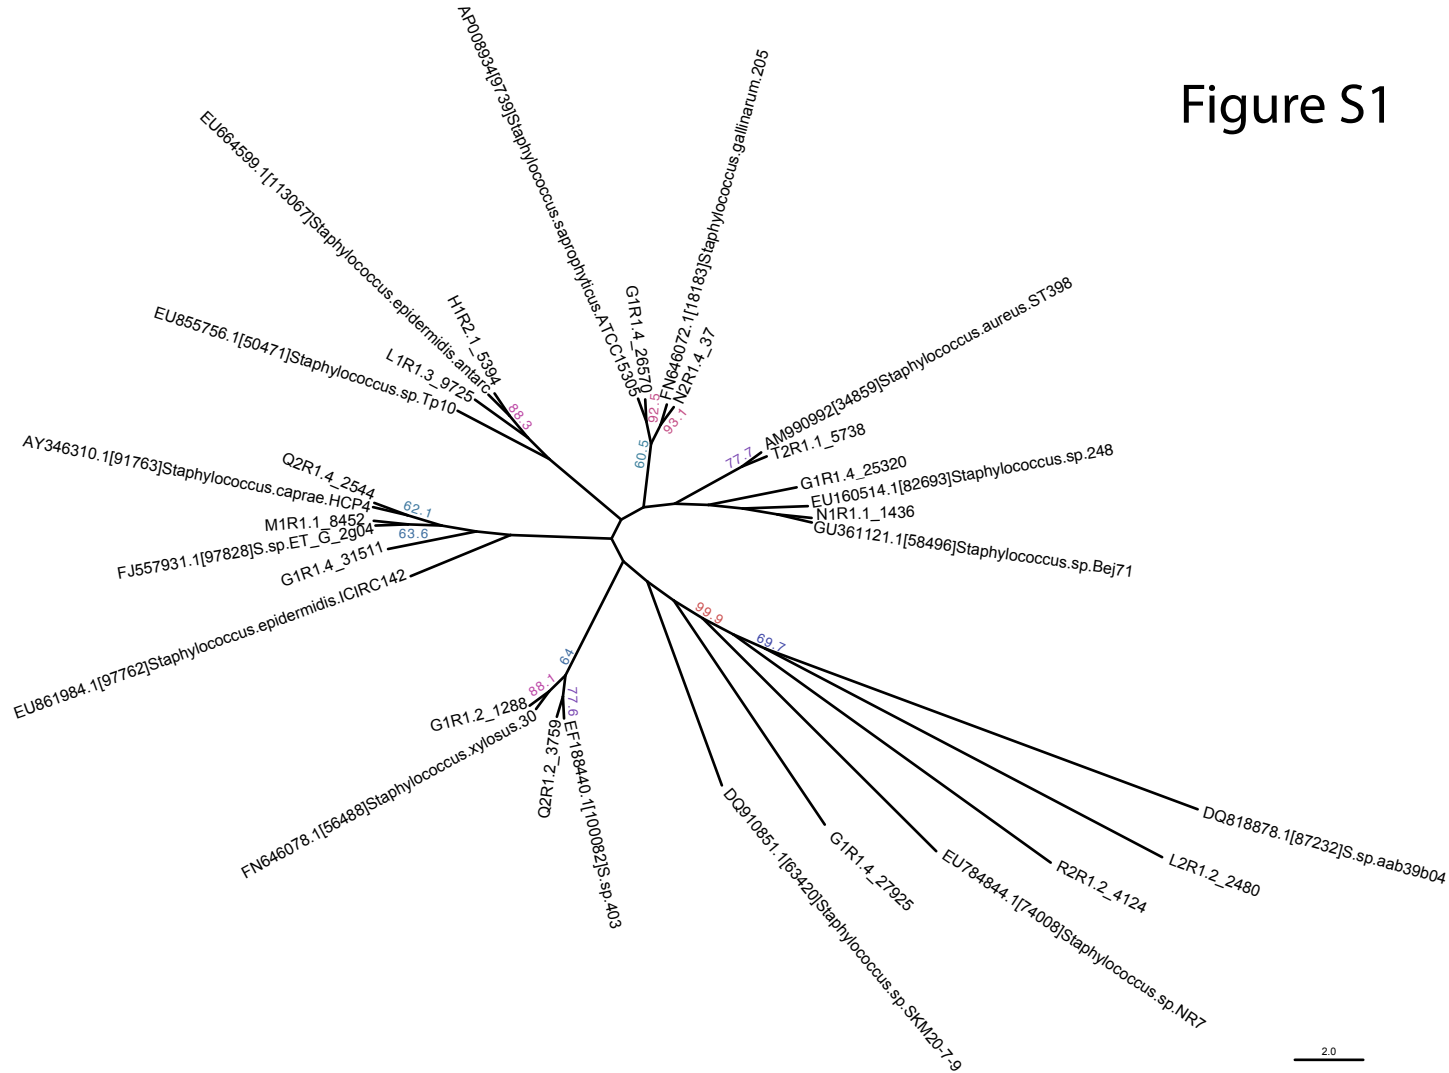 Figure S1
AP008934[9739]Staphylococcus.saprophyticus.ATCC15305
G1R1.4_26570
92.5
FN646072.1[18183]Staphylococcus.gallinarum.205
N2R1.4_37
93.1
60.5
EU664599.1[113067]Staphylococcus.epidermidis.antarc
H1R2.1_5394
88.3
L1R1.3_9725
EU855756.1[50471]Staphylococcus.sp.Tp10
AM990992[34859]Staphylococcus.aureus.ST398
77.7
T2R1.1_5738
G1R1.4_25320
EU160514.1[82693]Staphylococcus.sp.248
N1R1.1_1436
GU361121.1[58496]Staphylococcus.sp.Bej71
Q2R1.4_2544
AY346310.1[91763]Staphylococcus.caprae.HCP4
62.1
M1R1.1_8452
FJ557931.1[97828]S.sp.ET_G_2g04
63.6
G1R1.4_31511
EU861984.1[97762]Staphylococcus.epidermidis.ICIRC142
64
88.1
77.6
G1R1.2_1288
FN646078.1[56488]Staphylococcus.xylosus.30
Q2R1.2_3759
EF188440.1[100082]S.sp.403
99.9
69.7
DQ818878.1[87232]S.sp.aab39b04
L2R1.2_2480
R2R1.2_4124
EU784844.1[74008]Staphylococcus.sp.NR7
G1R1.4_27925
DQ910851.1[63420]Staphylococcus.sp.SKM20-7-9
2.0